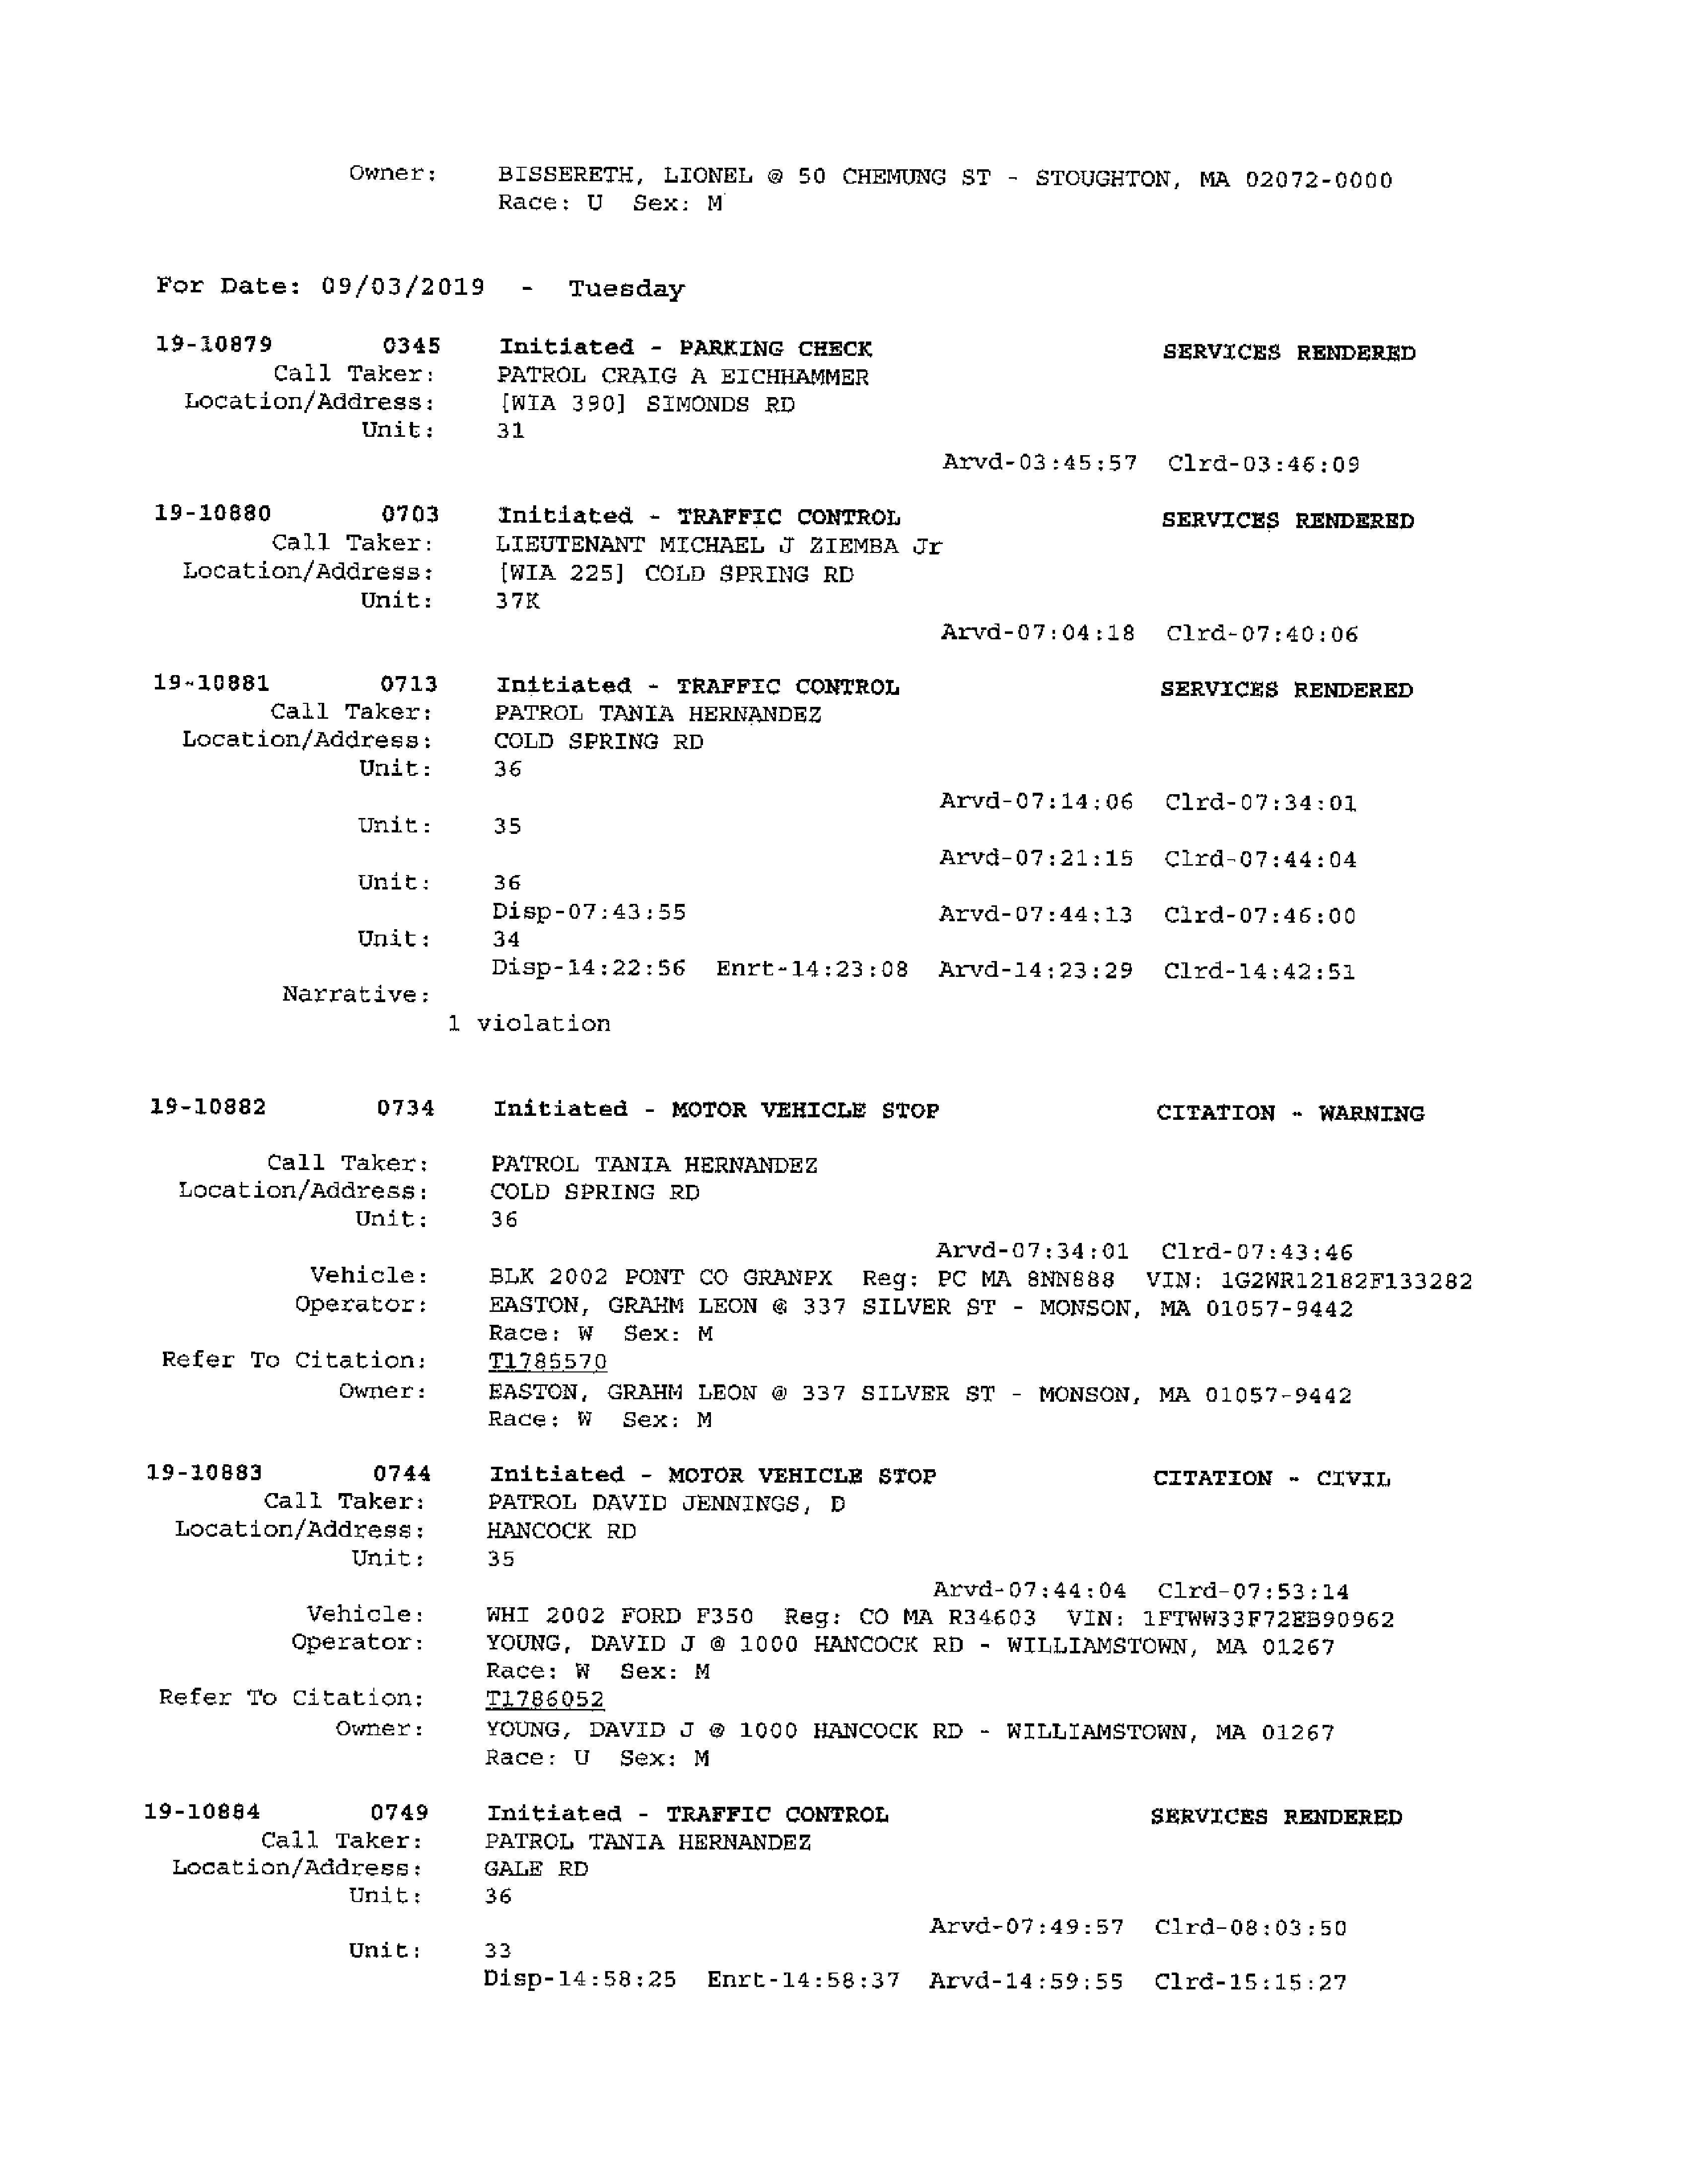 Owner: BISSERETH, LIONEL @ 50 CHEMUNG ST - STOUGHTON, MA 02072-0000
Race: U Sex: M
For Date: 09/03/2019 - Tuesday
19-10879 0345 Initiated - PARKING CHECK SERVICES RENDERED
Call Taker: PATROL CRAIG A EICHHAMMER
Location/Address: [WIA 390] SIMONDS RD
Unit: 31
Arvd-03:45:57 Clrd-03:46:09
19-10880 0703 Initiated - TRAFFIC CONTROL SERVICES RENDERED
Call Taker: LIEUTENANT MICHAEL J ZIEMBA Jr
Location/Address: [WIA 225] COLD SPRING RD
Unit: 37K
Arvd-07:04:18 Clrd-07:40:06
19-10881 0713 Initiated - TRAFFIC CONTROL SERVICES RENDERED
Call Taker: PATROL TANIA HERNANDEZ
Location/Address: COLD SPRING RD
Unit: 36
Arvd-07:14:06 Clrd-07:34:01
Unit: 35
Arvd-07:21:15 Clrd-07:44:04
Unit: 36
Disp-07:43:55 Arvd-07:44:13 Clrd-07:46:00
Unit: 34
Disp-14:22:56 Enrt-14:23:08 Arvd-14:23:29 Clrd-14:42:51
Narrative:
1 violation
19-10882 0734 Initiated - MOTOR VEHICLE STOP CITATION - WARNING
Call Taker: PATROL TANIA HERNANDEZ
Location/Address: COLD SPRING RD
Unit: 36
Arvd-07:34:01 Clrd-07:43:46
Vehicle: BLK 2002 PONT CO GRANPX Reg: PC MA 8NN888 VIN: 1G2WR12182F133282
Operator: EASTON, GRAHM LEON @ 337 SILVER ST - MONSON, MA 01057-9442
Race: W Sex: M
Refer To Citation: T1785570
Owner: EASTON, GRAHM LEON @ 337 SILVER ST - MONSON, MA 01057-9442
Race: W Sex: M
19-10883 0744 Initiated - MOTOR VEHICLE STOP CITATION - CIVIL
Call Taker: PATROL DAVID JENNINGS, D
Location/Address: HANCOCK RD
Unit: 35
Arvd-07:44:04 Clrd-07:53:14
Vehicle: WHI 2002 FORD F350 Reg: CO MA R34603 VIN: 1FTWW33F72EB90962
Operator: YOUNG, DAVID J @ 1000 HANCOCK RD - WILLIAMSTOWN, MA 01267
Race: W Sex: M
Refer To Citation: T1786052
Owner: YOUNG, DAVID J @ 1000 HANCOCK RD - WILLIAMSTOWN, MA 01267
Race: U Sex: M
19-10884 0749 Initiated - TRAFFIC CONTROL SERVICES RENDERED
Call Taker: PATROL TANIA HERNANDEZ
Location/Address: GALE RD
Unit: 36
Arvd-07:49:57 Clrd-08:03:50
Unit: 33
Disp-14:58:25 Enrt-14:58:37 Arvd-14:59:55 Clrd-15:15:27